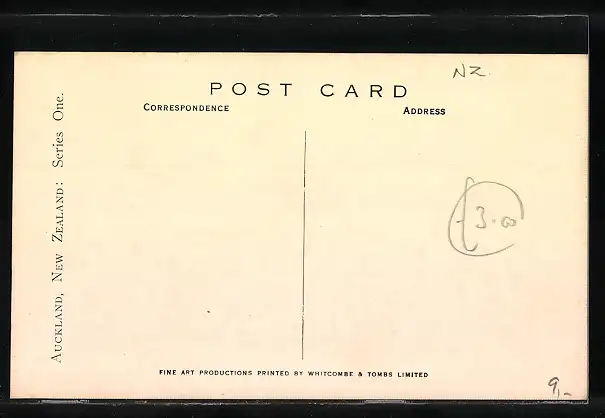 NZ
POST CARD
CORRESPONDENCE
ADDRESS
AUCKLAND, NEW ZEALAND: Series One.
£3.00
FINE ART PRODUCTIONS PRINTED BY WHITCOMBE & TOMBS LIMITED
9,-